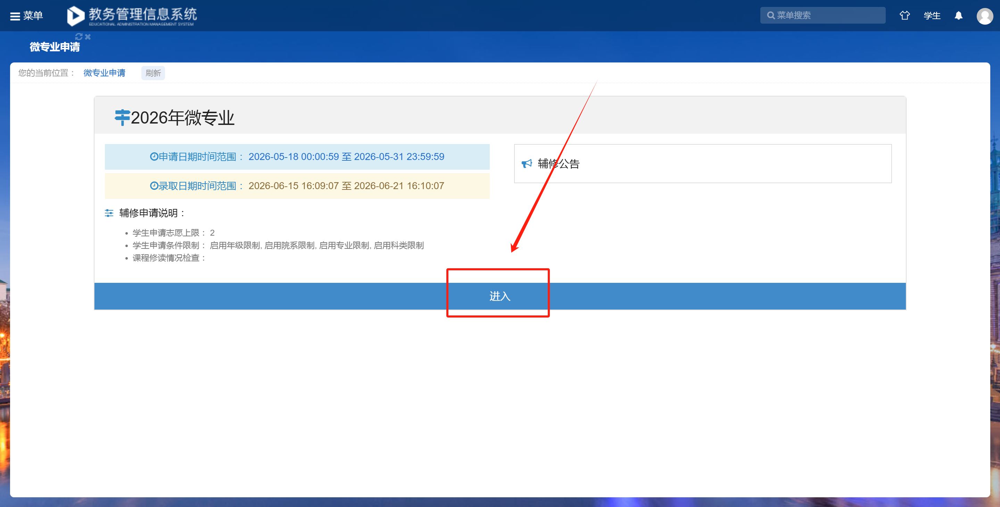 菜单
教务管理信息系统
EDUCATIONAL ADMINISTRATION MANAGEMENT SYSTEM
菜单搜索
学生
微专业申请
您的当前位置： 微专业申请 刷新
2026年微专业
申请日期时间范围： 2026-05-18 00:00:59 至 2026-05-31 23:59:59
录取日期时间范围： 2026-06-15 16:09:07 至 2026-06-21 16:10:07
辅修公告
辅修申请说明：
学生申请志愿上限： 2
学生申请条件限制： 启用年级限制, 启用院系限制, 启用专业限制, 启用科类限制
课程修读情况检查：
进入